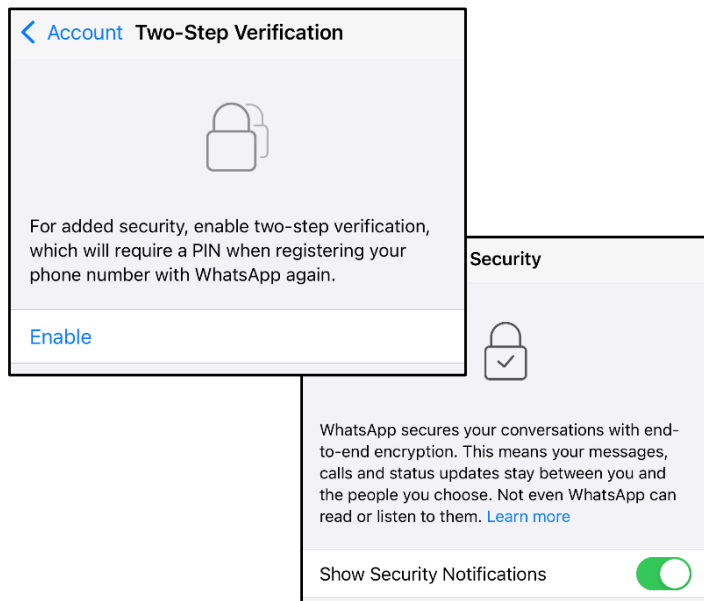 Account Two-Step Verification
For added security, enable two-step verification,
which will require a PIN when registering your
phone number with WhatsApp again.
Enable
Security
WhatsApp secures your conversations with end-
to-end encryption. This means your messages,
calls and status updates stay between you and
the people you choose. Not even WhatsApp can
read or listen to them. Learn more
Show Security Notifications